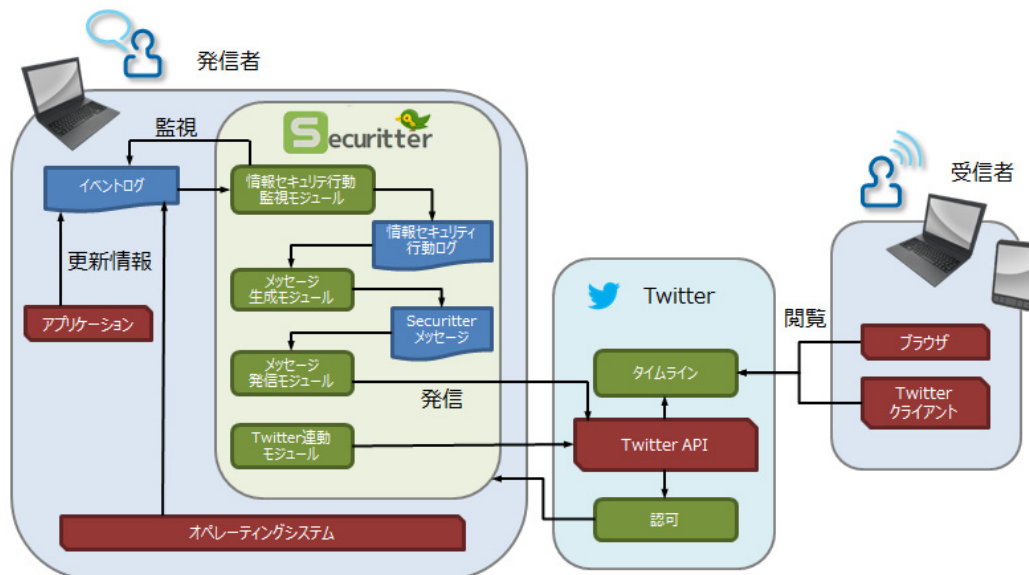 発信者
Securitter
監視
イベントログ
情報セキュリティ行動
監視モジュール
情報セキュリティ
行動ログ
更新情報
メッセージ
生成モジュール
アプリケーション
Securitter
メッセージ
メッセージ
発信モジュール
発信
Twitter連動
モジュール
オペレーティングシステム
Twitter
タイムライン
Twitter API
認可
受信者
閲覧
ブラウザ
Twitter
クライアント